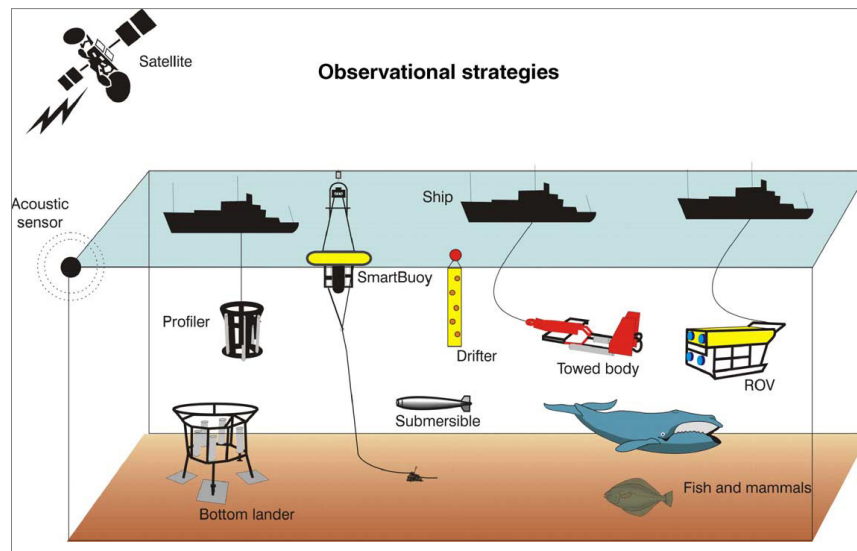 Satellite
Observational strategies
Acoustic
sensor
Ship
SmartBuoy
Profiler
Drifter
Towed body
ROV
Submersible
Fish and mammals
Bottom lander